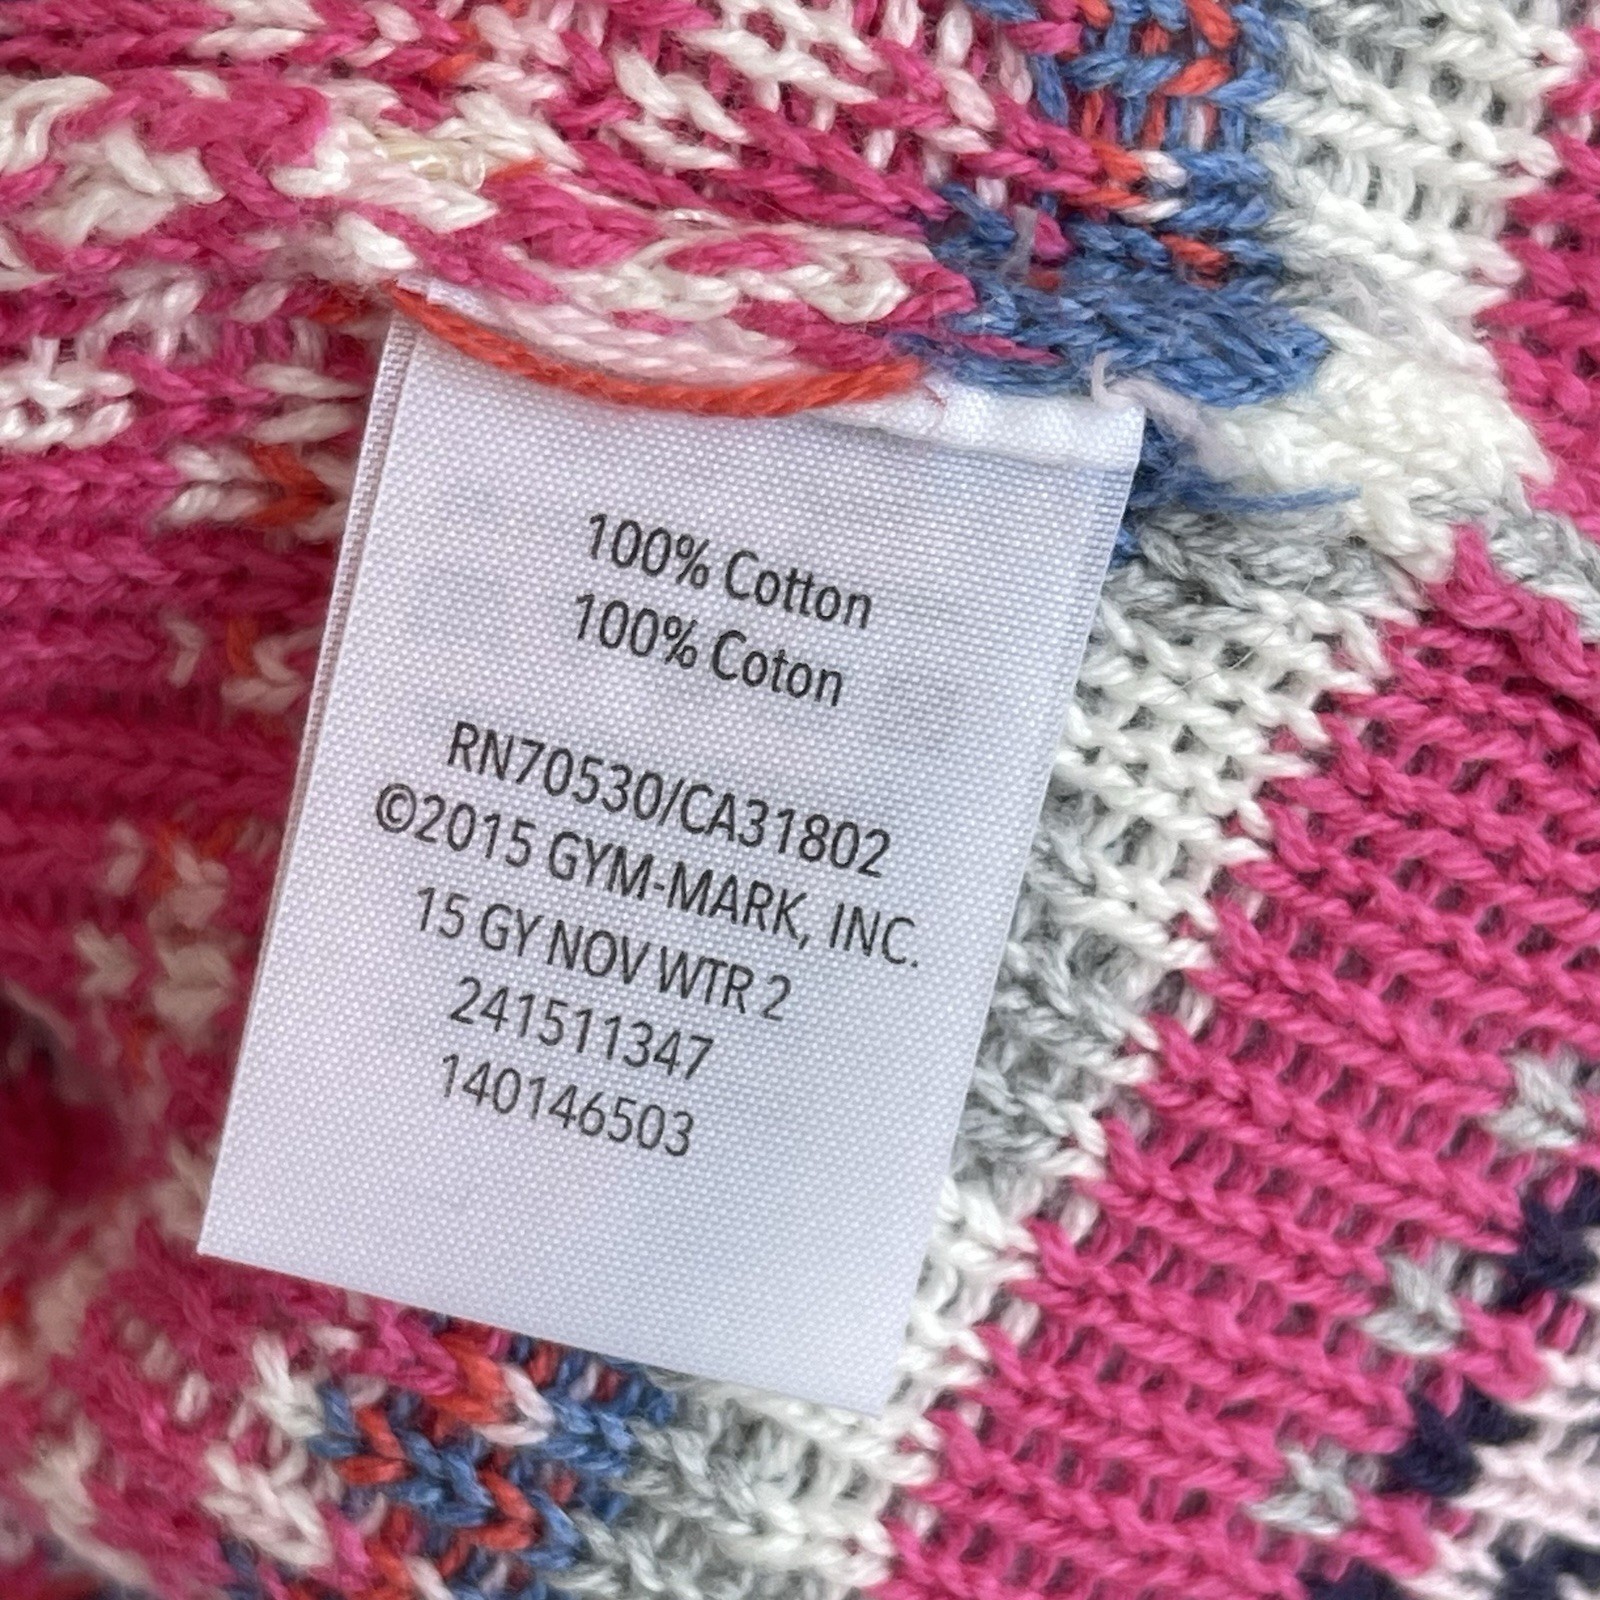 100% Cotton
100% Coton
RN70530/CA31802
©2015 GYM-MARK, INC.
15 GY NOV WTR 2
241511347
140146503